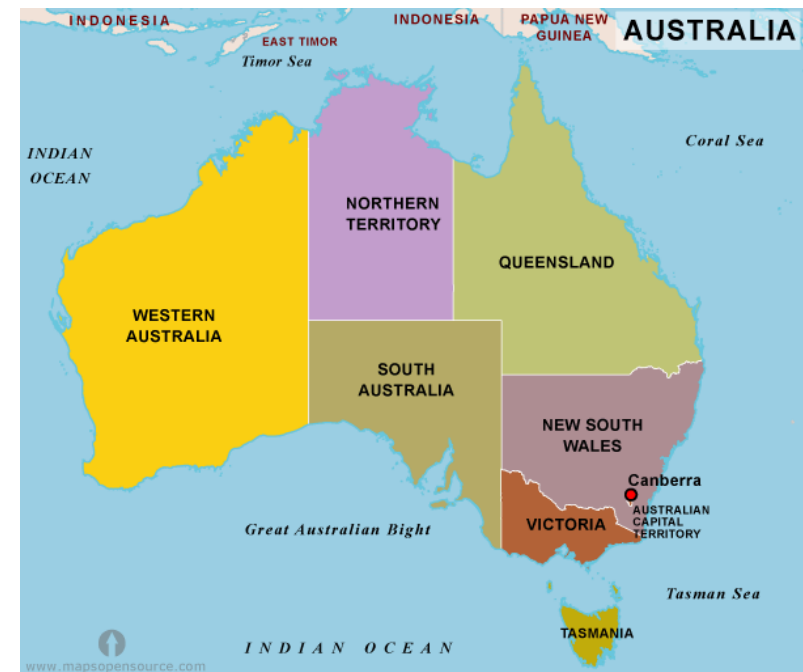 INDONESIA
INDONESIA
PAPUA NEW
GUINEA
AUSTRALIA
EAST TIMOR
Timor Sea
INDIAN
OCEAN
Coral Sea
NORTHERN
TERRITORY
QUEENSLAND
WESTERN
AUSTRALIA
SOUTH
AUSTRALIA
NEW SOUTH
WALES
Canberra
AUSTRALIAN
CAPITAL
TERRITORY
VICTORIA
Great Australian Bight
Tasman Sea
TASMANIA
INDIAN OCEAN
www.mapsopensource.com